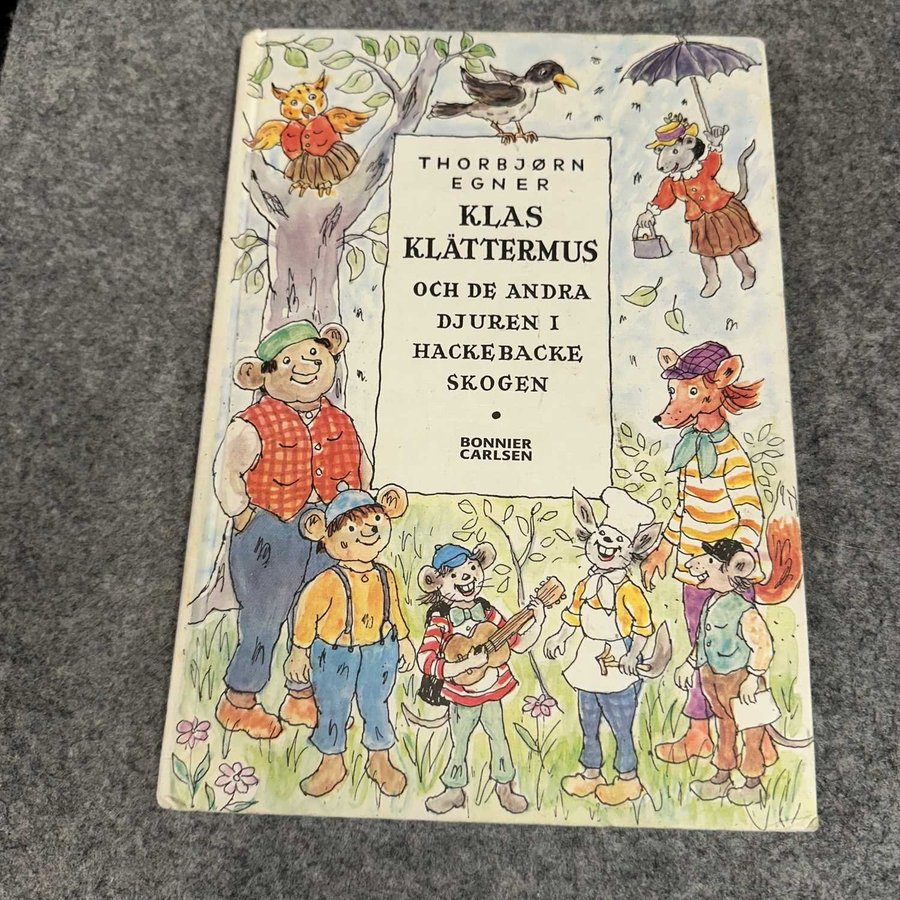 THORBJØRN
EGNER
KLAS
KLÄTTERMUS
OCH DE ANDRA
DJUREN I
HACKEBACKE
SKOGEN
BONNIER
CARLSEN